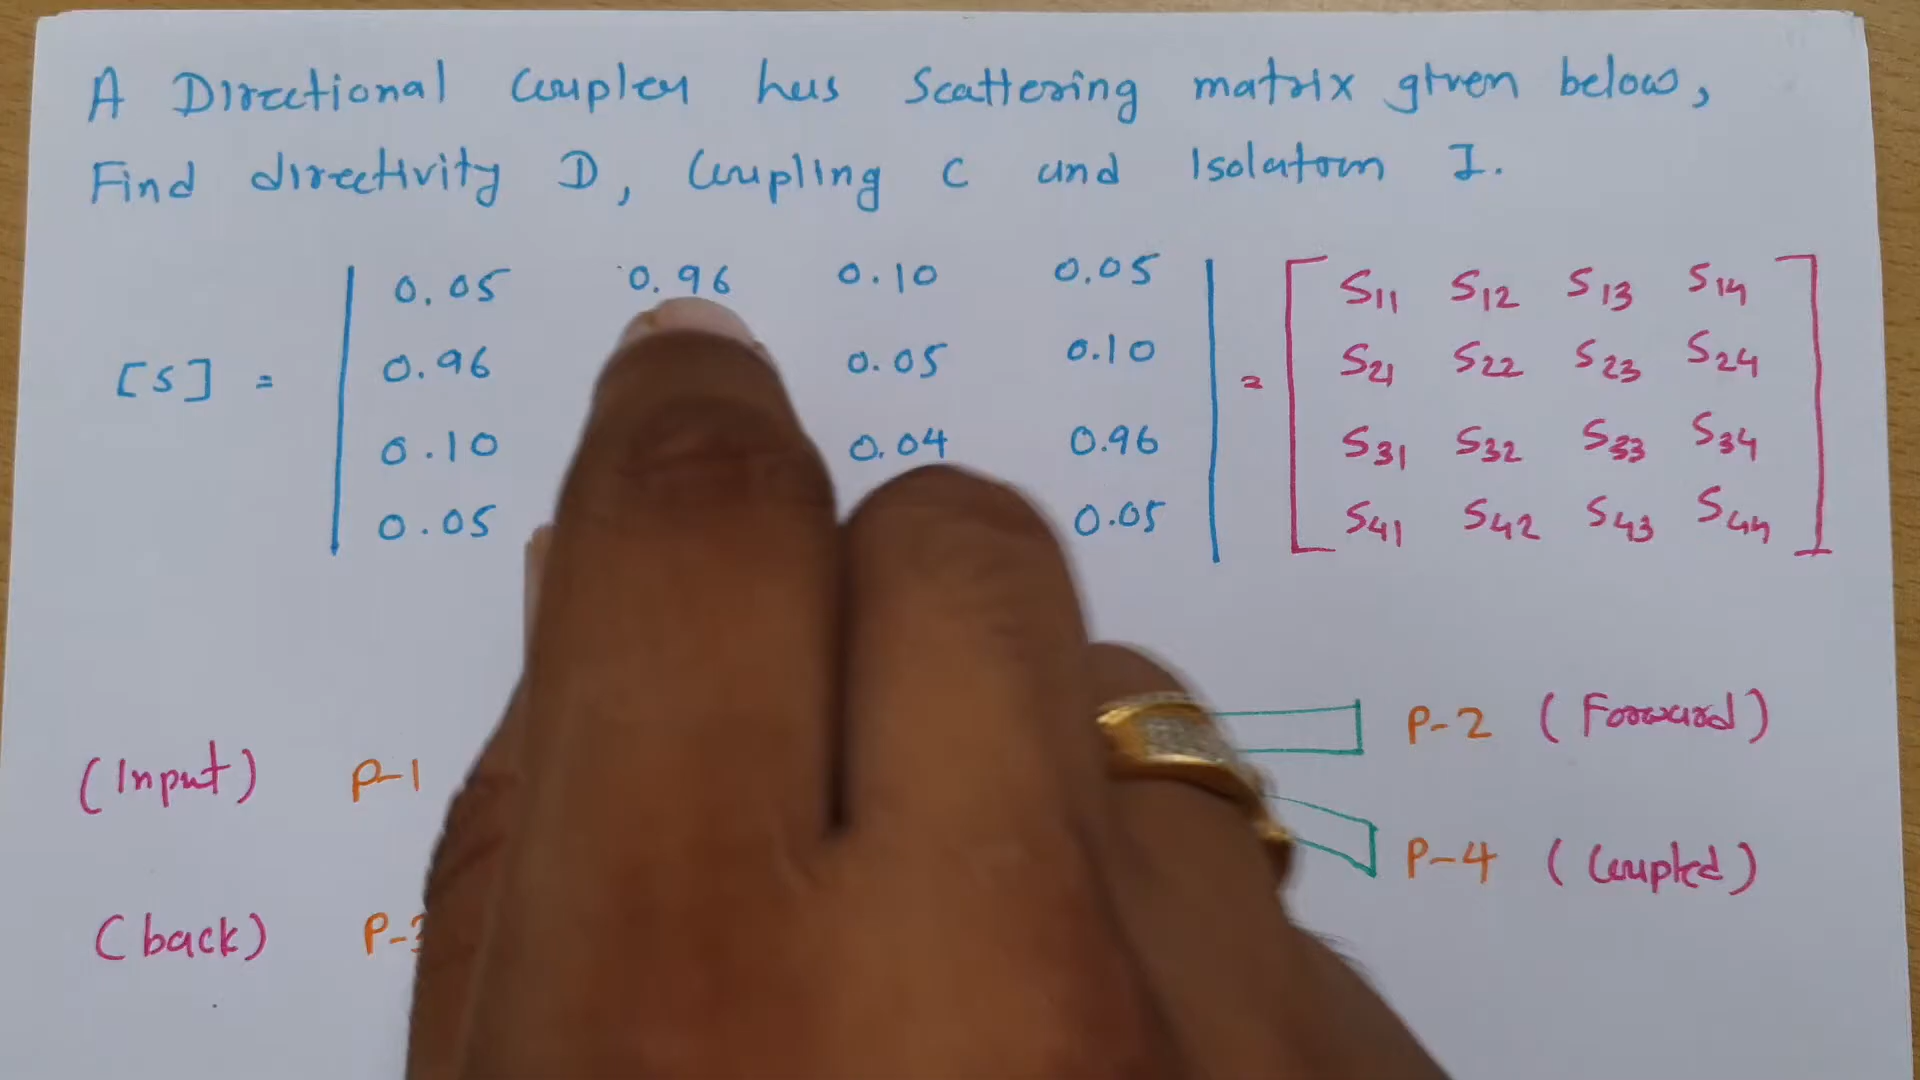 A Directional Coupler has Scattering matrix given below,
Find directivity D, Coupling C and Isolation I.
[S] = 0.05 0.96 0.10 0.05 = S11 S12 S13 S14
0.96 0.05 0.10 S21 S22 S23 S24
0.10 0.04 0.96 S31 S32 S33 S34
0.05 0.05 S41 S42 S43 S44
P-2 (Forward)
(Input) P-1
P-4 (Coupled)
(back) P-3